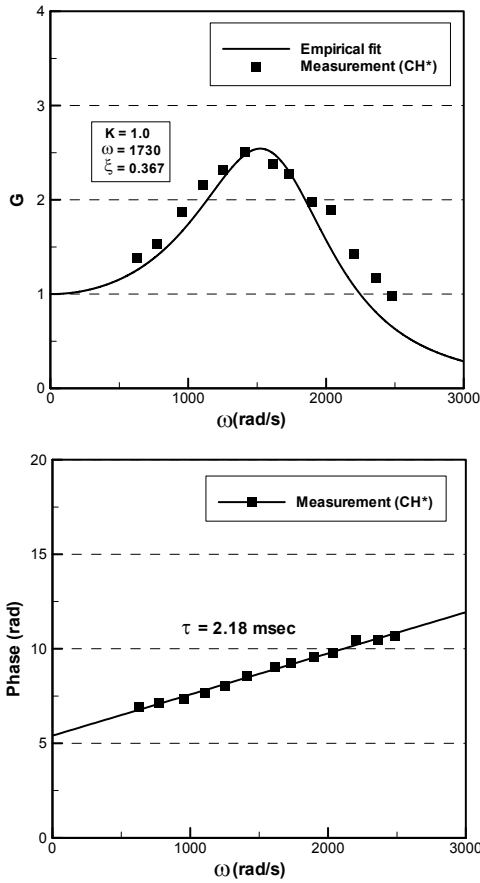 4
3
2
1
0
G
Empirical fit
Measurement (CH*)
K = 1.0
ω = 1730
ξ = 0.367
0 1000 2000 3000
ω(rad/s)
20
15
10
5
0
Phase (rad)
Measurement (CH*)
τ = 2.18 msec
0 1000 2000 3000
ω(rad/s)